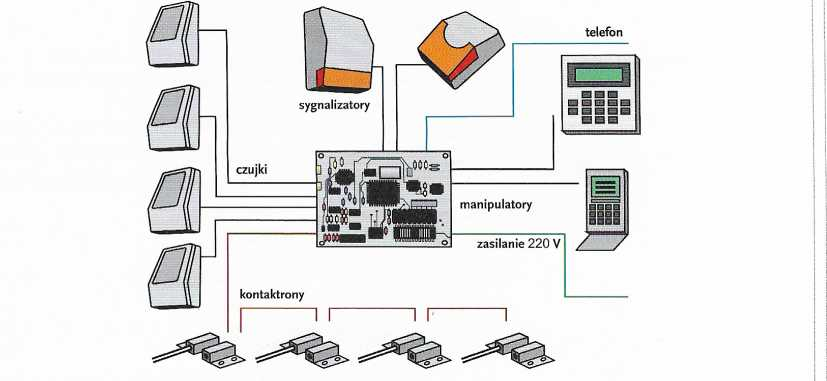 telefon
sygnalizatory
czujki
manipulatory
zasilanie 220 V
kontaktrony